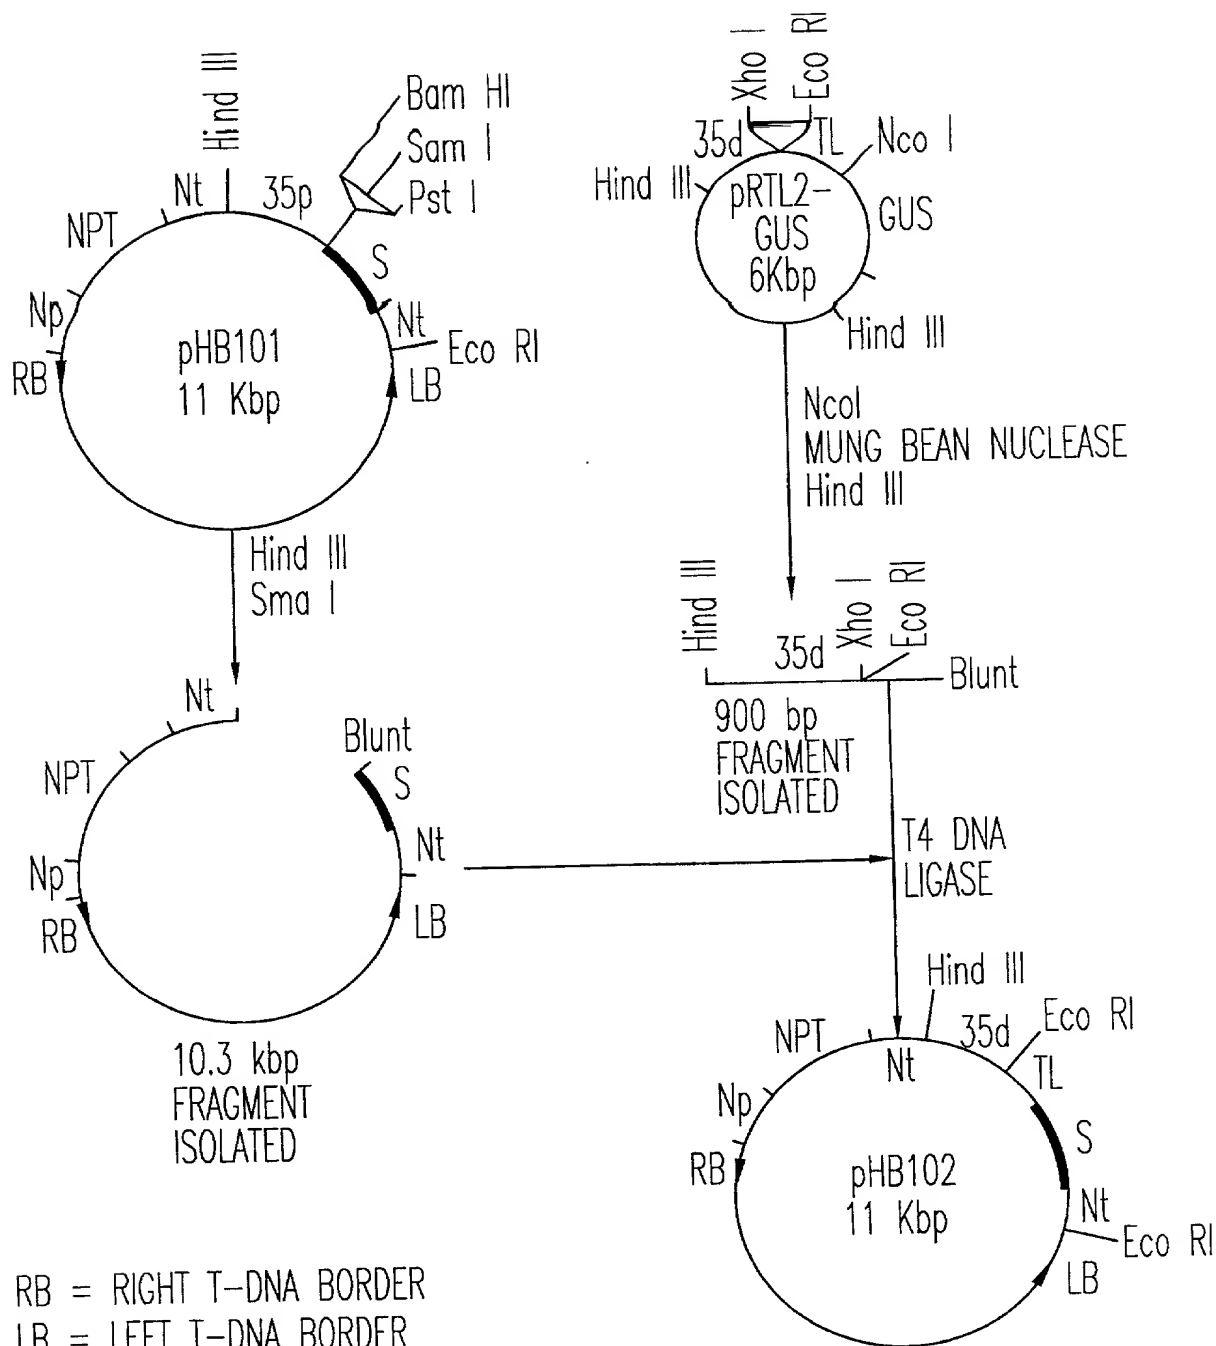 Hind III
Bam HI
Sam I
Pst I
Nt
35p
NPT
S
Np
Nt
Eco RI
RB
LB
pHB101
11 Kbp
Hind III
Sma I
Xho I
Eco RI
35d
TL
Nco I
Hind III
pRTL2-
GUS
6Kbp
GUS
Hind III
NcoI
MUNG BEAN NUCLEASE
Hind III
Hind III
35d
Xho I
Eco RI
Blunt
900 bp
FRAGMENT
ISOLATED
Nt
Blunt
S
NPT
Nt
Np
RB
LB
10.3 kbp
FRAGMENT
ISOLATED
T4 DNA
LIGASE
Hind III
NPT
Nt
35d
Eco RI
TL
Np
S
RB
pHB102
11 Kbp
Nt
Eco RI
LB
RB = RIGHT T-DNA BORDER
LB = LEFT T-DNA BORDER